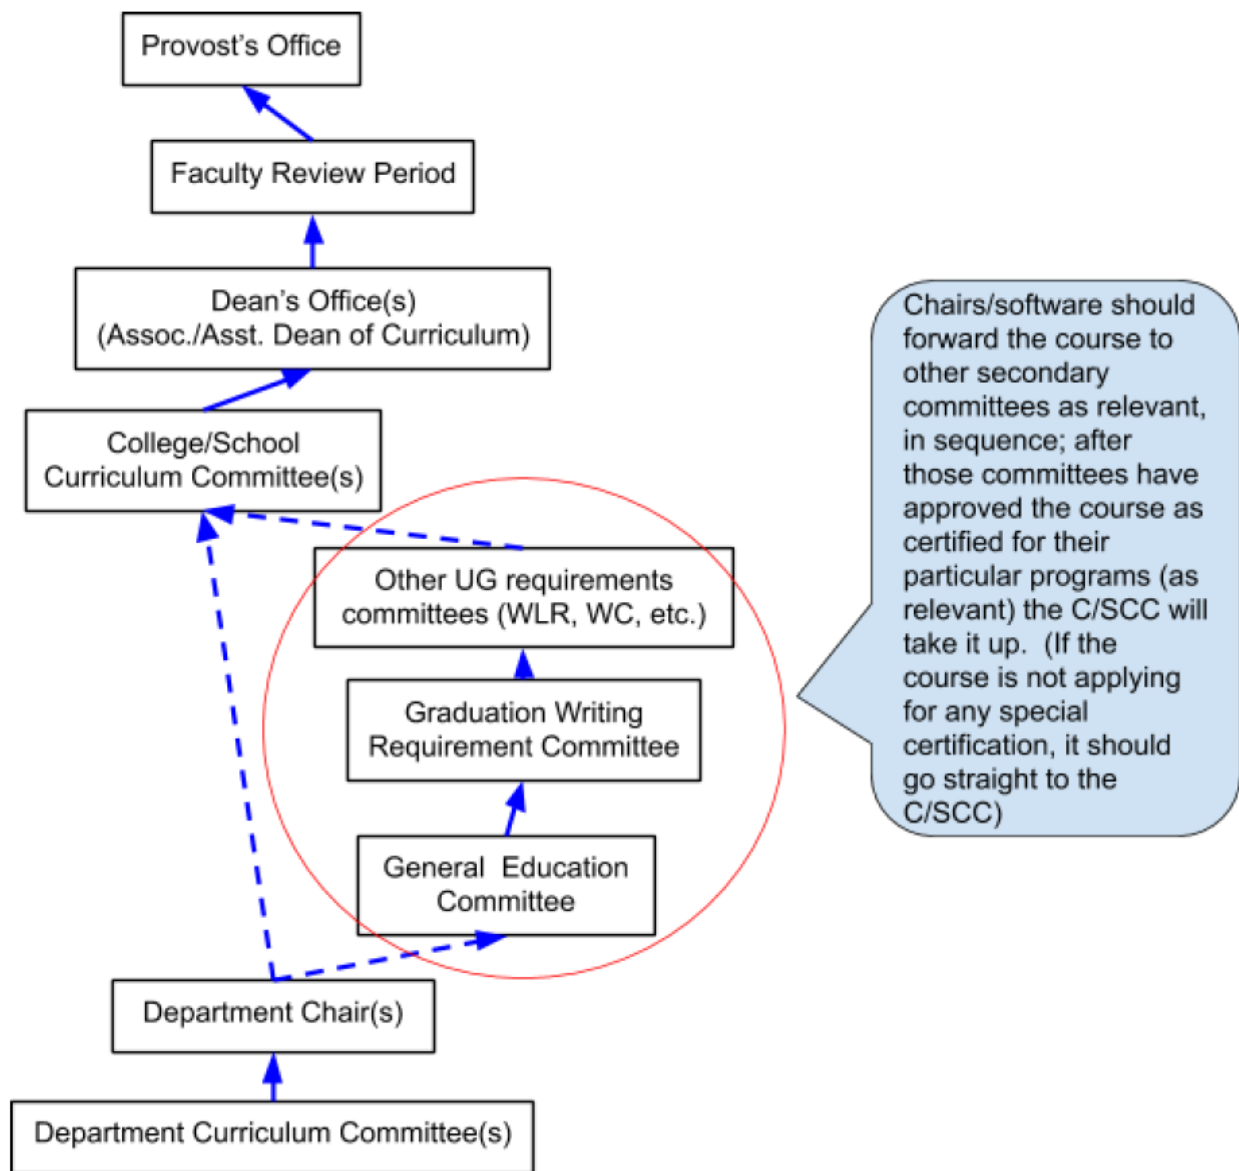 Provost's Office
Faculty Review Period
Dean's Office(s)
(Assoc./Asst. Dean of Curriculum)
College/School
Curriculum Committee(s)
Other UG requirements
committees (WLR, WC, etc.)
Graduation Writing
Requirement Committee
General  Education
Committee
Department Chair(s)
Department Curriculum Committee(s)
Chairs/software should
forward the course to
other secondary
committees as relevant,
in sequence; after
those committees have
approved the course as
certified for their
particular programs (as
relevant) the C/SCC will
take it up.  (If the
course is not applying
for any special
certification, it should
go straight to the
C/SCC)